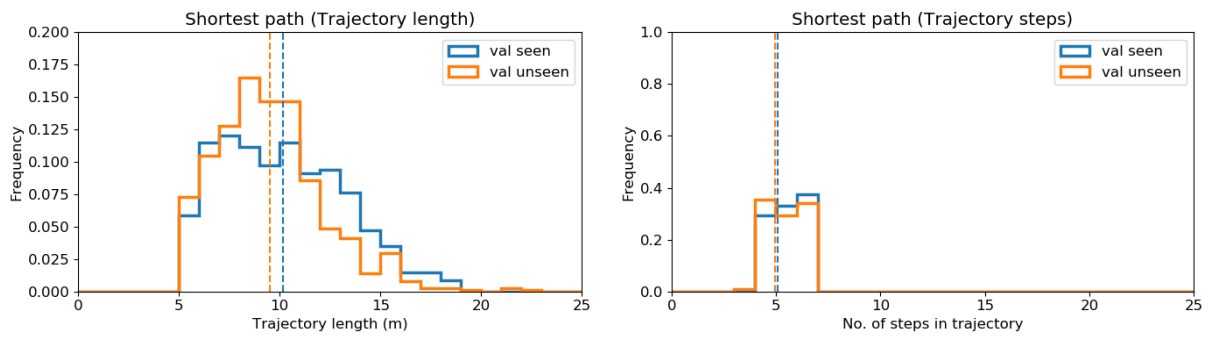 Shortest path (Trajectory length)
0.200
0.175
0.150
0.125
0.100
0.075
0.050
0.025
0.000
Frequency
val seen
val unseen
0
5
10
15
20
25
Trajectory length (m)
Shortest path (Trajectory steps)
1.0
0.8
0.6
0.4
0.2
0.0
Frequency
val seen
val unseen
0
5
10
15
20
25
No. of steps in trajectory